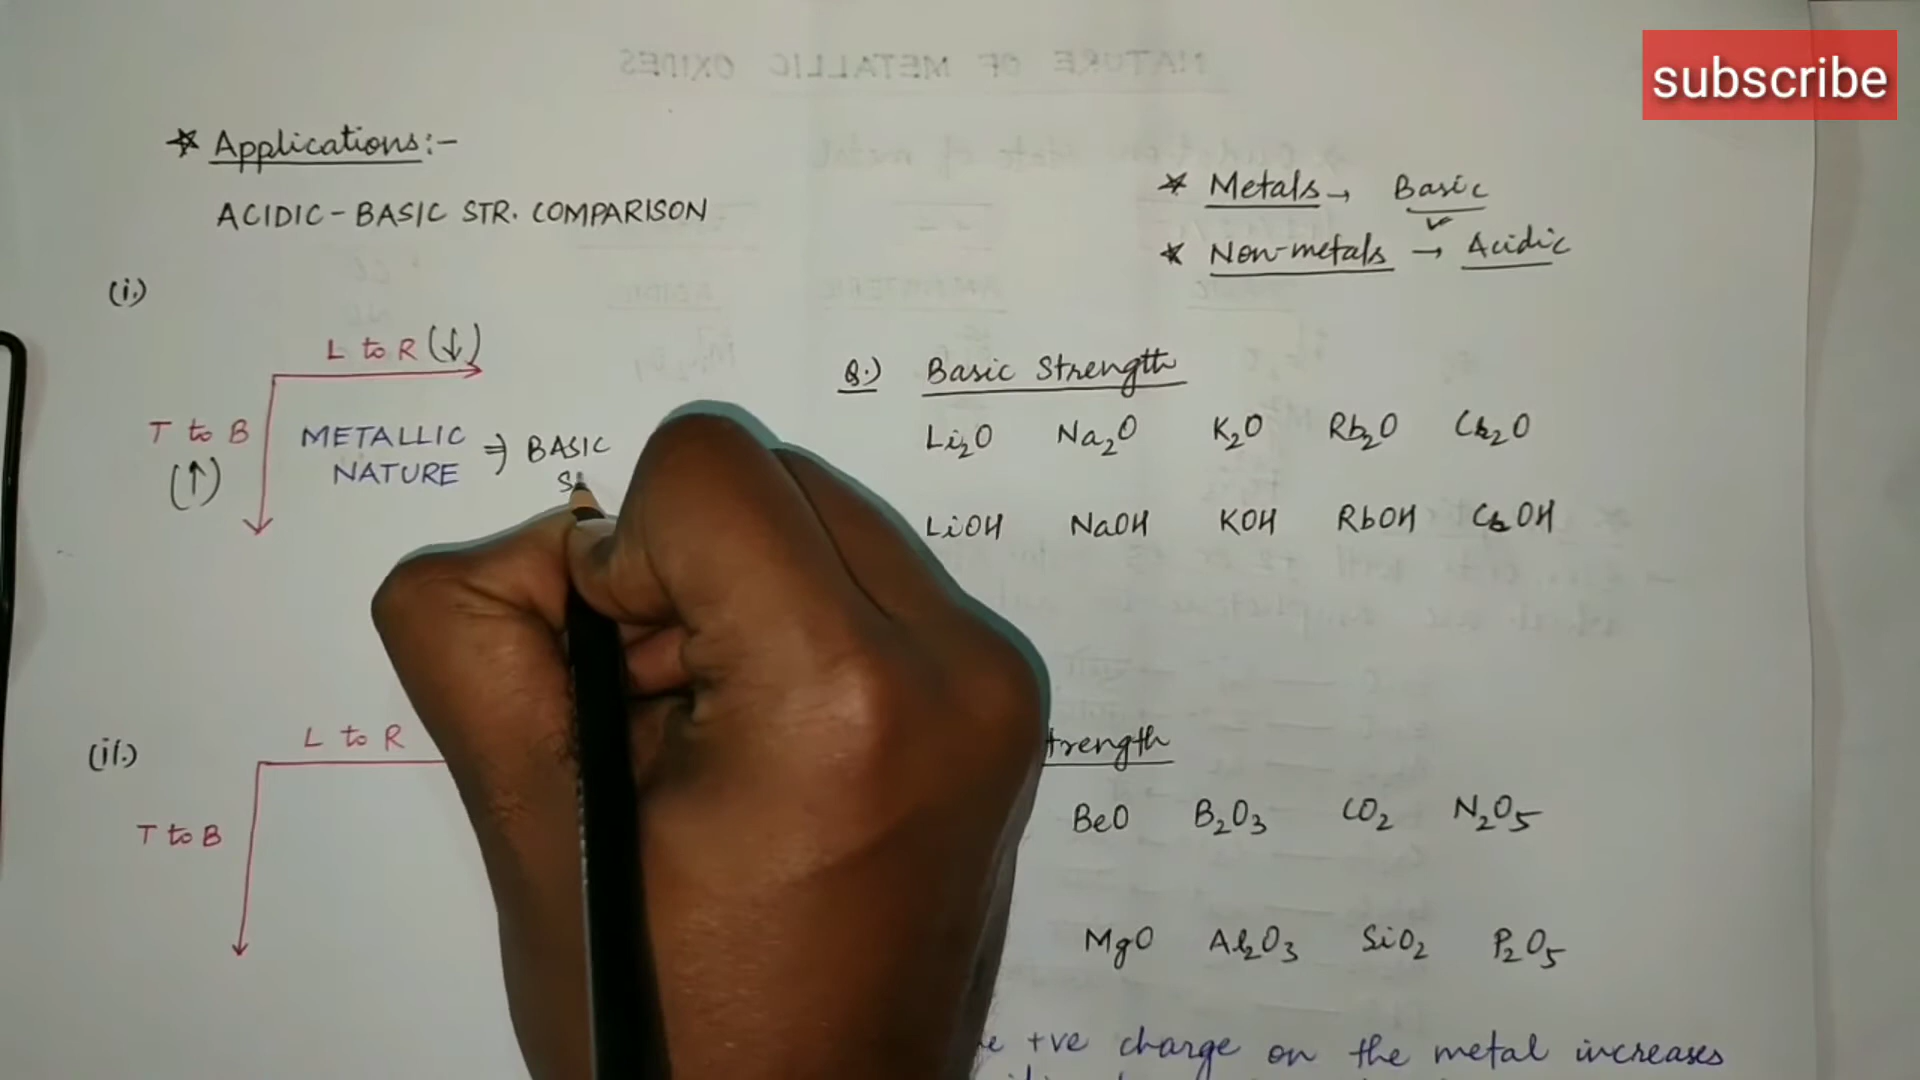 subscribe
* Applications:-
ACIDIC-BASIC STR. COMPARISON
* Metals → Basic
* Non-metals → Acidic
(i.)
L to R (↓)
T to B
(↑)
METALLIC
NATURE
⇒ BASIC
Q.) Basic Strength
Li₂O Na₂O K₂O Rb₂O Cs₂O
LiOH NaOH KOH RbOH CsOH
(ii.)
L to R
T to B
trength
BeO B₂O₃ CO₂ N₂O₅
MgO Al₂O₃ SiO₂ P₂O₅
+ve charge on the metal increases